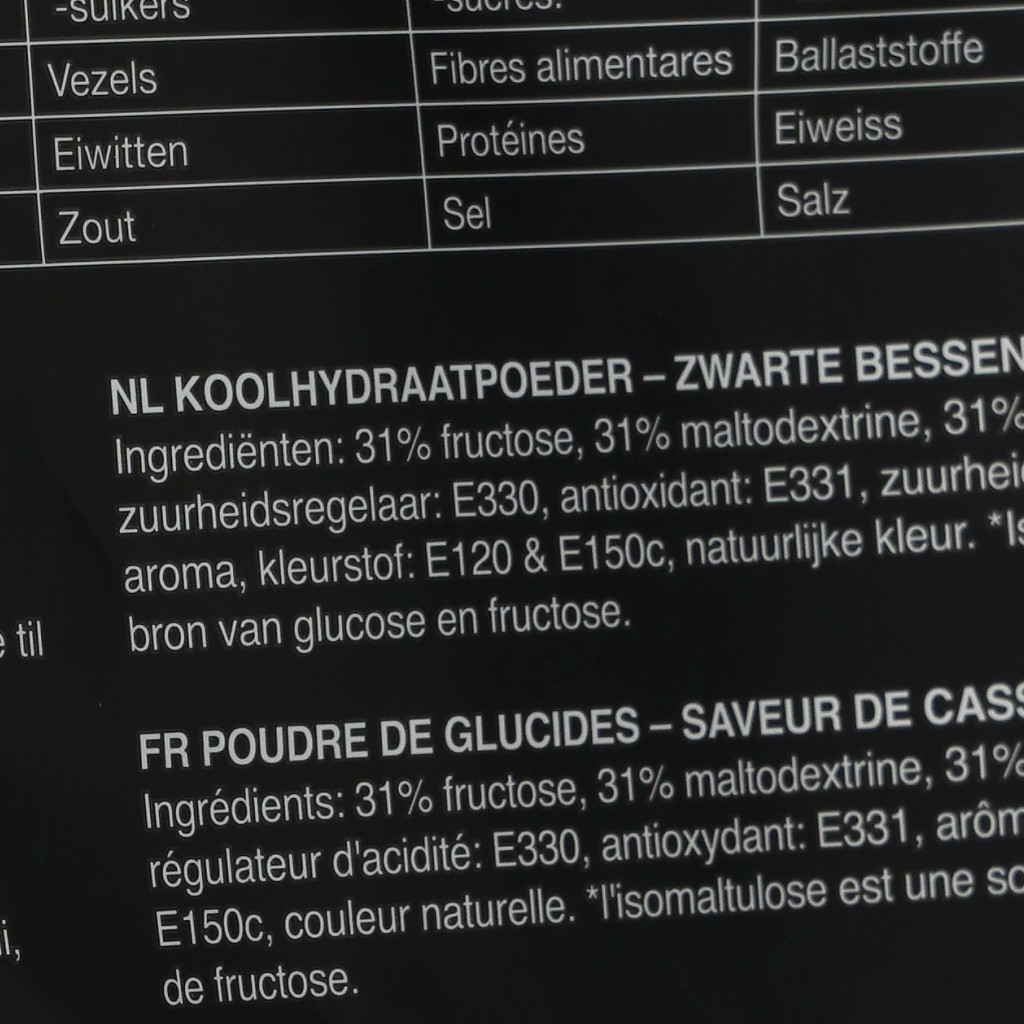 -suikers -sucres:
Vezels Fibres alimentares Ballaststoffe
Eiwitten Protéines Eiweiss
Zout Sel Salz
NL KOOLHYDRAATPOEDER – ZWARTE BESSEN
Ingrediënten: 31% fructose, 31% maltodextrine, 31%
zuurheidsregelaar: E330, antioxidant: E331, zuurheid
aroma, kleurstof: E120 & E150c, natuurlijke kleur. *Is
e til bron van glucose en fructose.
FR POUDRE DE GLUCIDES – SAVEUR DE CASS
Ingrédients: 31% fructose, 31% maltodextrine, 31%
régulateur d'acidité: E330, antioxydant: E331, arôm
i, E150c, couleur naturelle. *l'isomaltulose est une so
de fructose.